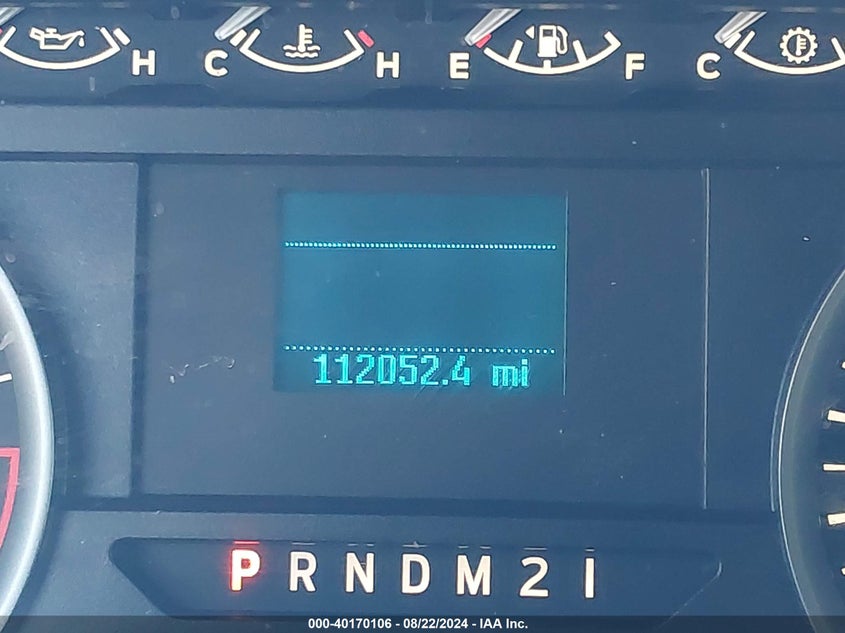 H C H E F C
112052.4 mi
P R N D M 2 1
000-40170106 - 08/22/2024 - IAA Inc.